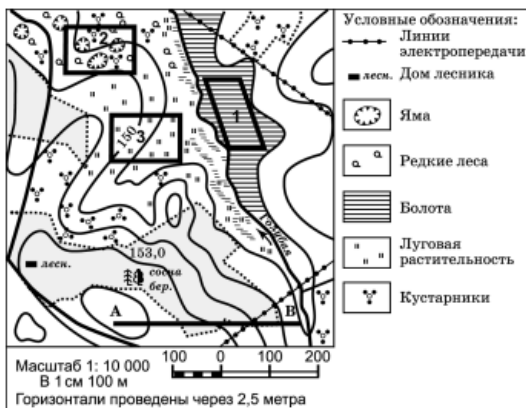 2
1
3
150
Голубая
лесн.
153,0
сосна
бер.
А
В
Масштаб 1: 10 000
В 1 см 100 м
100 0 100 200
Горизонтали проведены через 2,5 метра
Условные обозначения:
Линии
электропередачи
лесн. Дом лесника
Яма
Редкие леса
Болота
Луговая
растительность
Кустарники